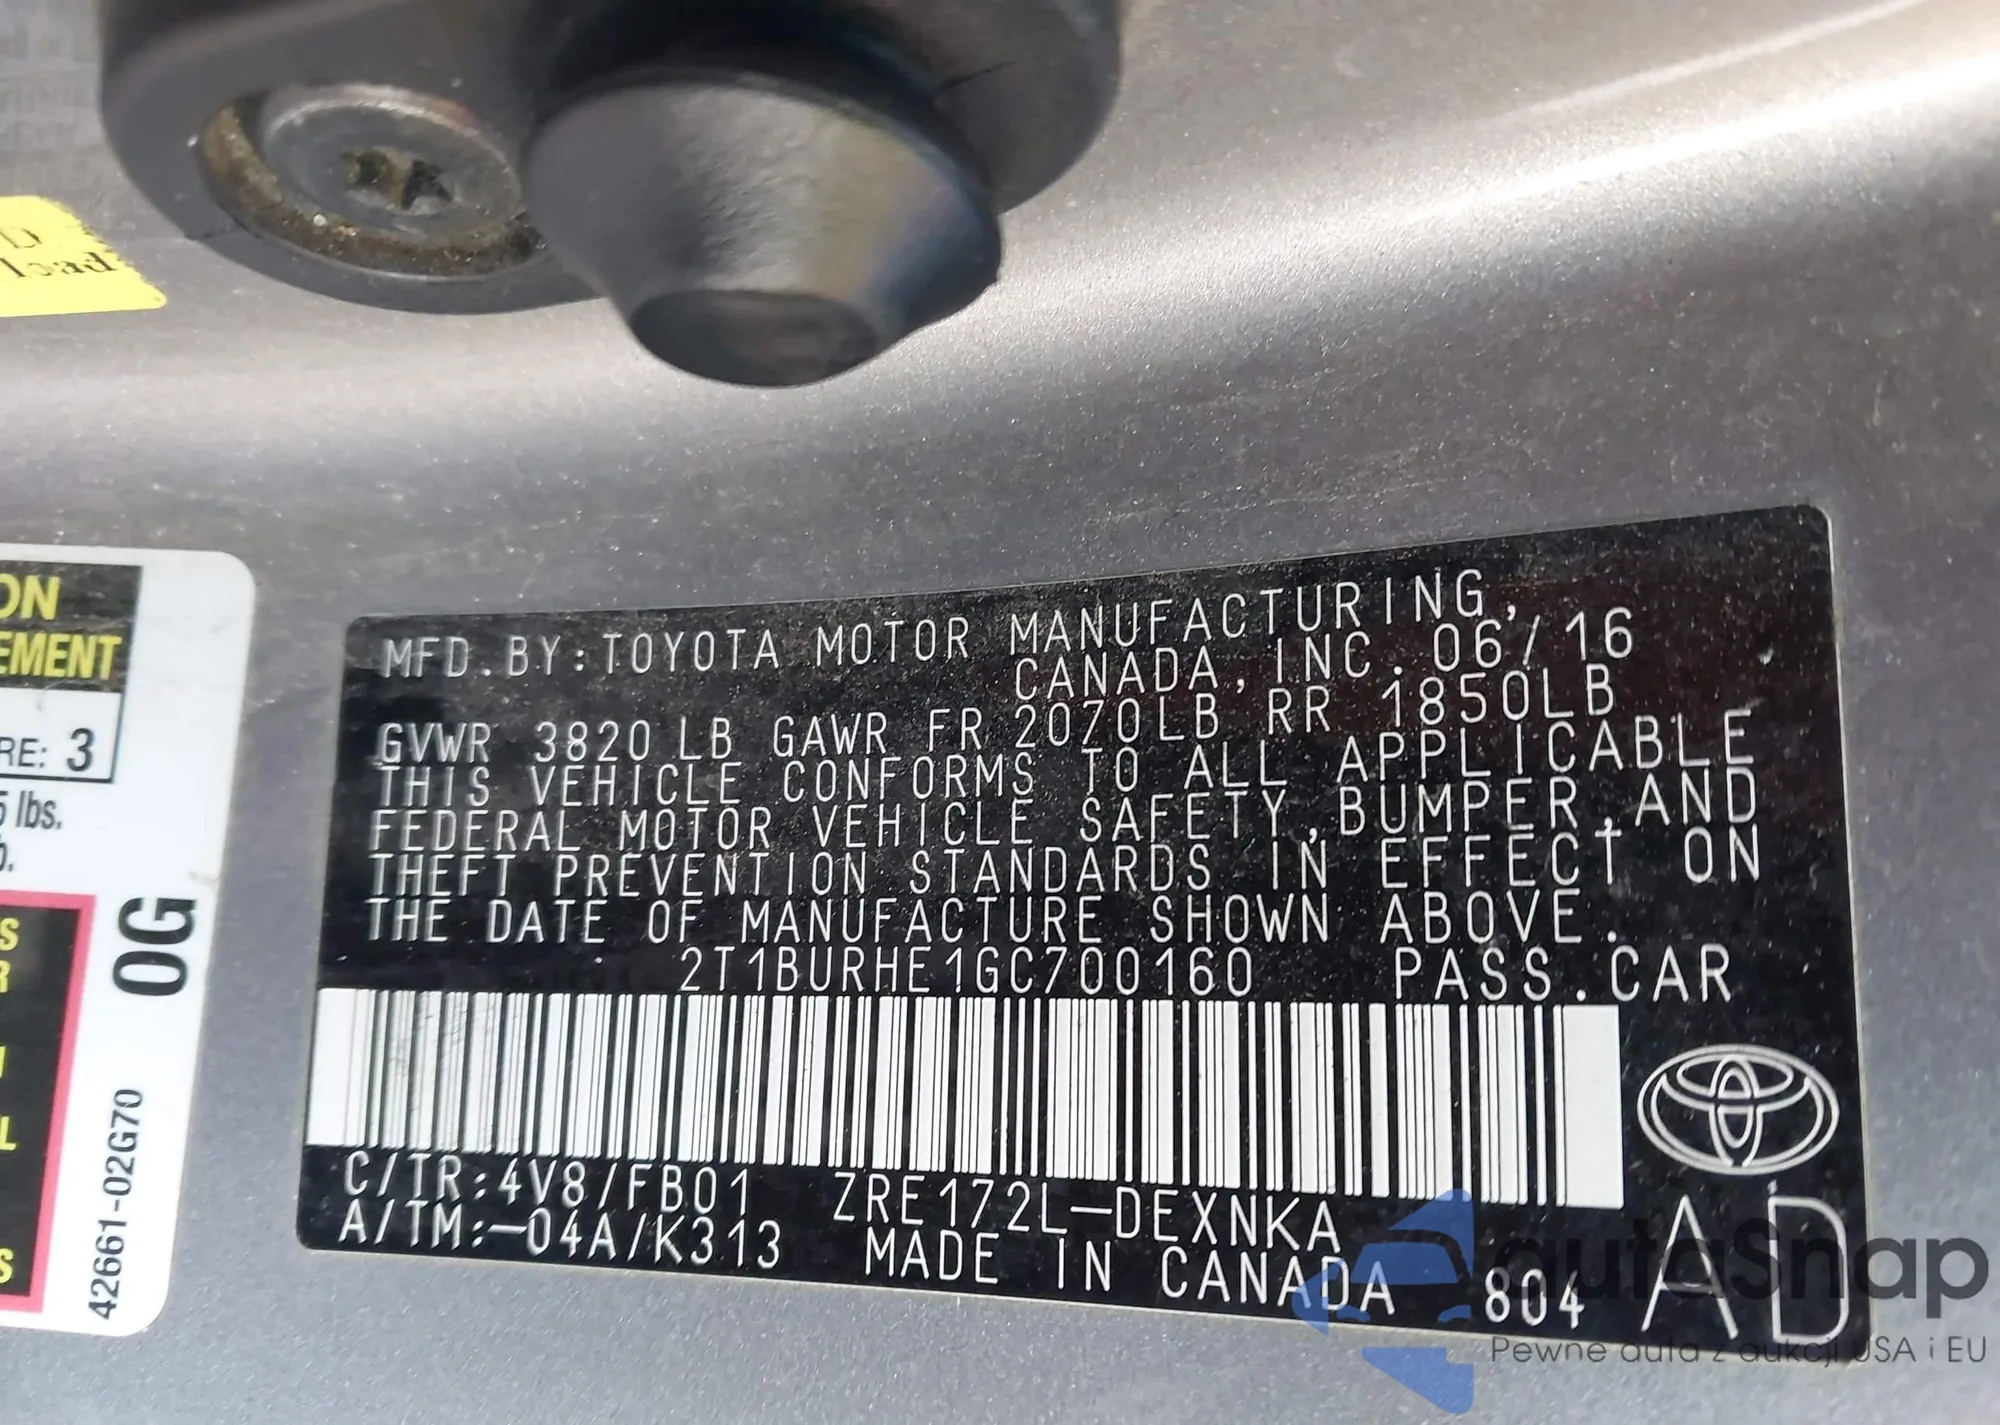 ON
EMENT
RE: 3
5 lbs.
S
R
L
S
0G
42661-02G70
MFD.BY:TOYOTA MOTOR MANUFACTURING,
CANADA, INC. 06/16
GVWR 3820 LB GAWR FR 2070LB RR 1850LB
THIS VEHICLE CONFORMS TO ALL APPLICABLE
FEDERAL MOTOR VEHICLE SAFETY,BUMPER,AND
THEFT PREVENTION STANDARDS IN EFFECT ON
THE DATE OF MANUFACTURE SHOWN ABOVE.
2T1BURHE1GC700160 PASS.CAR
C/TR:4V8/FB01 ZRE172L-DEXNKA
A/TM:-04A/K313 MADE IN CANADA 804
AD
autaSnap
Pewne auta z aukcji USA i EU